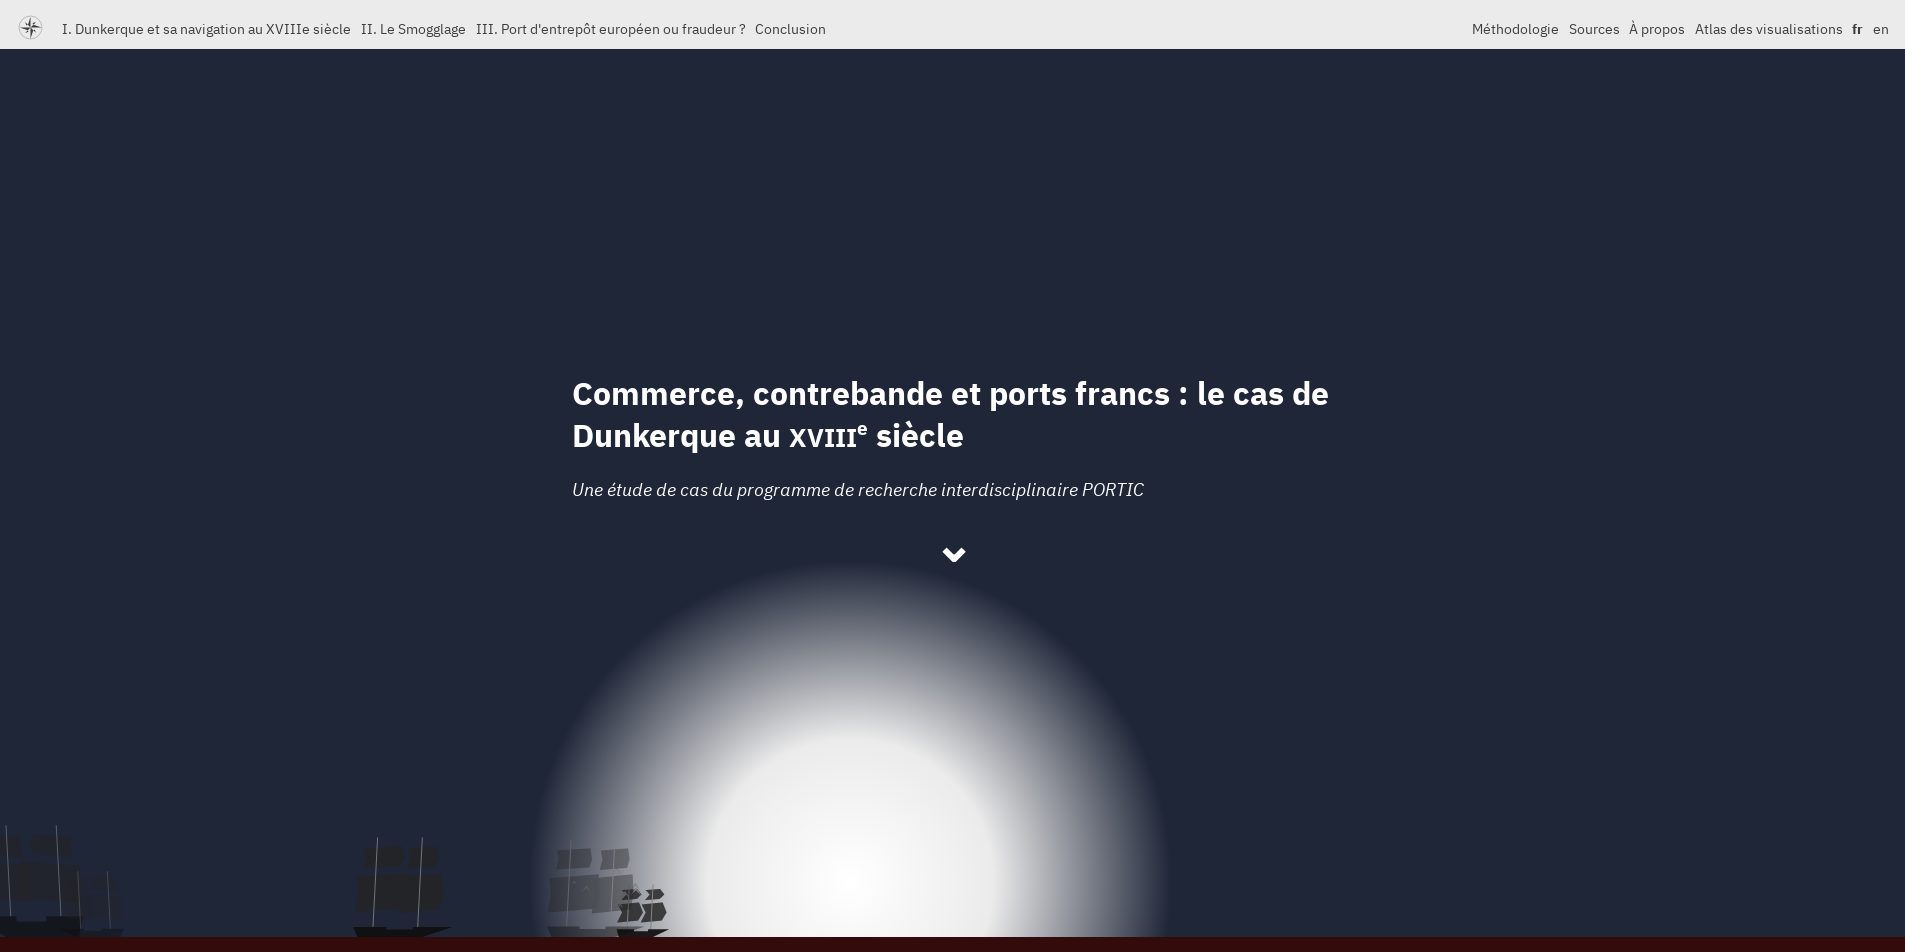 I. Dunkerque et sa navigation au XVIIIe siècle II. Le Smogglage III. Port d'entrepôt européen ou fraudeur ? Conclusion Méthodologie Sources À propos Atlas des visualisations fr en
Commerce, contrebande et ports francs : le cas de
Dunkerque au XVIIIe siècle
Une étude de cas du programme de recherche interdisciplinaire PORTIC